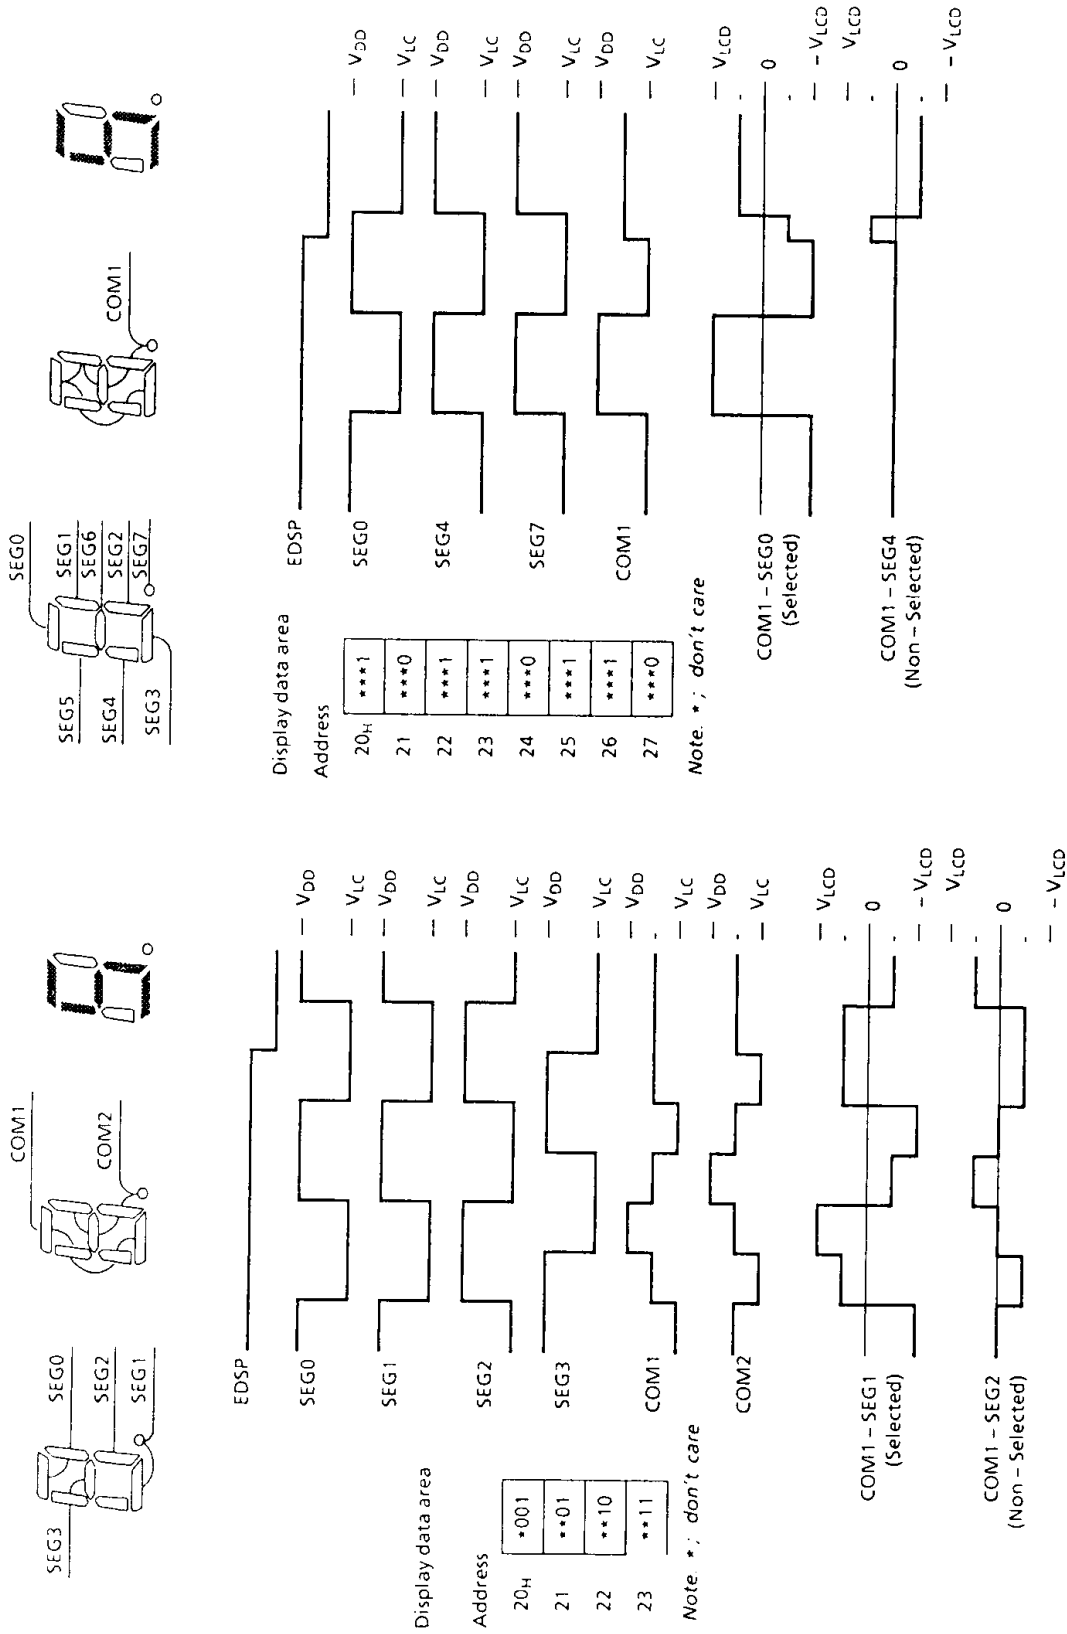 SEG3
SEG0
SEG2
SEG1
COM1
COM2
Display data area
Address
20H *001
21 **01
22 **10
23 **11
Note. *; don't care
EDSP
SEG0
VDD
VLC
SEG1
VDD
VLC
SEG2
VDD
VLC
SEG3
VDD
VLC
COM1
VDD
VLC
COM2
VDD
VLC
COM1 – SEG1
(Selected)
VLCD
0
– VLCD
COM1 – SEG2
(Non – Selected)
VLCD
0
– VLCD
SEG5
SEG4
SEG3
SEG0
SEG1
SEG6
SEG2
SEG7
COM1
Display data area
Address
20H ***1
21 ***0
22 ***1
23 ***1
24 ***0
25 ***1
26 ***1
27 ***0
Note. *; don't care
EDSP
SEG0
VDD
VLC
SEG4
VDD
VLC
SEG7
VDD
VLC
COM1
VDD
VLC
COM1 – SEG0
(Selected)
VLCD
0
– VLCD
COM1 – SEG4
(Non – Selected)
VLCD
0
– VLCD